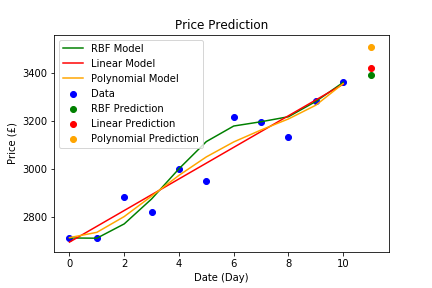 Price Prediction
RBF Model
Linear Model
Polynomial Model
Data
RBF Prediction
Linear Prediction
Polynomial Prediction
3400
3200
3000
2800
Price (£)
0 2 4 6 8 10
Date (Day)